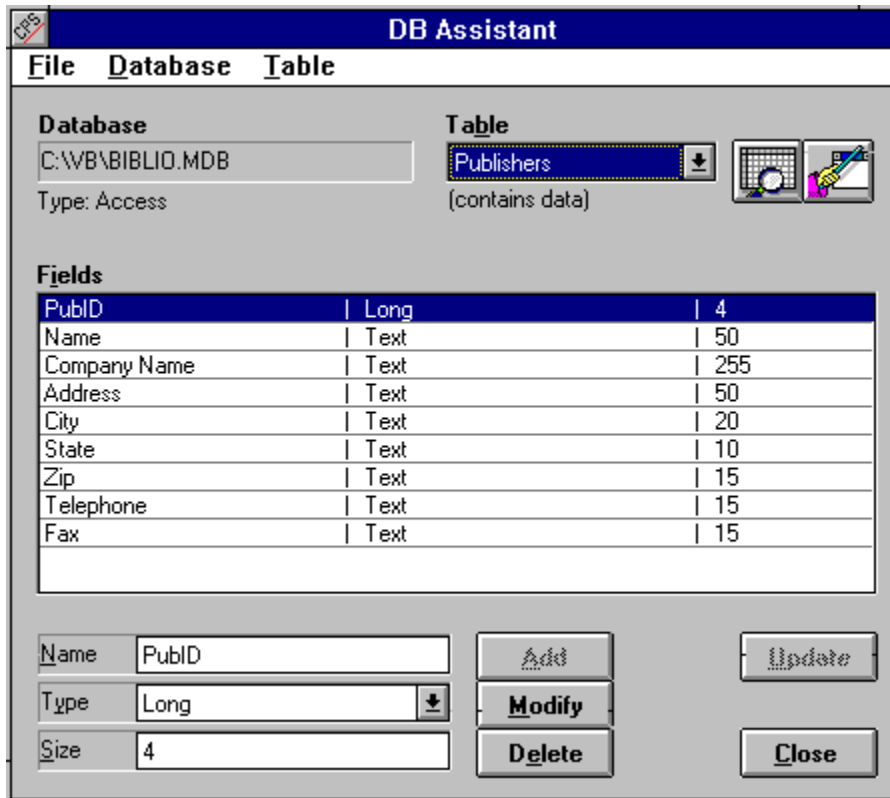 CPS
DB Assistant
File Database Table
Database
C:\VB\BIBLIO.MDB
Type: Access
Table
Publishers
(contains data)
Fields
PubID | Long | 4
Name | Text | 50
Company Name | Text | 255
Address | Text | 50
City | Text | 20
State | Text | 10
Zip | Text | 15
Telephone | Text | 15
Fax | Text | 15
Name PubID
Type Long
Size 4
Add
Modify
Delete
Update
Close